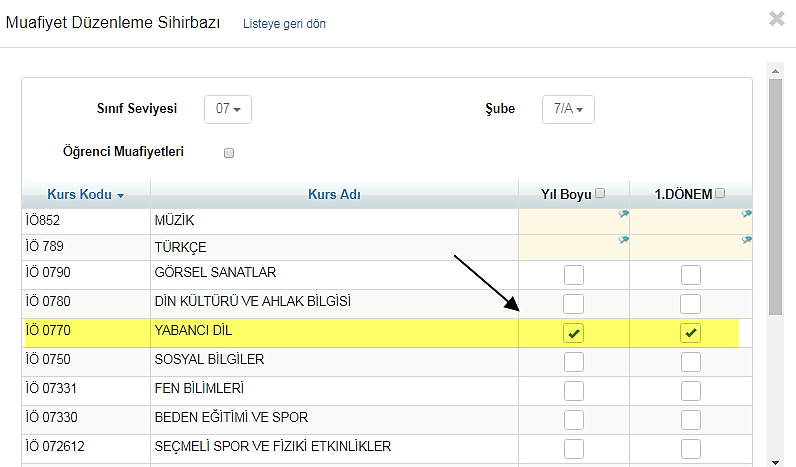 Muafiyet Düzenleme Sihirbazı Listeye geri dön
Sınıf Seviyesi 07 Şube 7/A
Öğrenci Muafiyetleri
Kurs Kodu Kurs Adı Yıl Boyu 1.DÖNEM
İÖ852 MÜZİK
İÖ 789 TÜRKÇE
İÖ 0790 GÖRSEL SANATLAR
İÖ 0780 DİN KÜLTÜRÜ VE AHLAK BİLGİSİ
İÖ 0770 YABANCI DİL
İÖ 0750 SOSYAL BİLGİLER
İÖ 07331 FEN BİLİMLERİ
İÖ 07330 BEDEN EĞİTİMİ VE SPOR
İÖ 072612 SEÇMELİ SPOR VE FİZİKİ ETKİNLİKLER